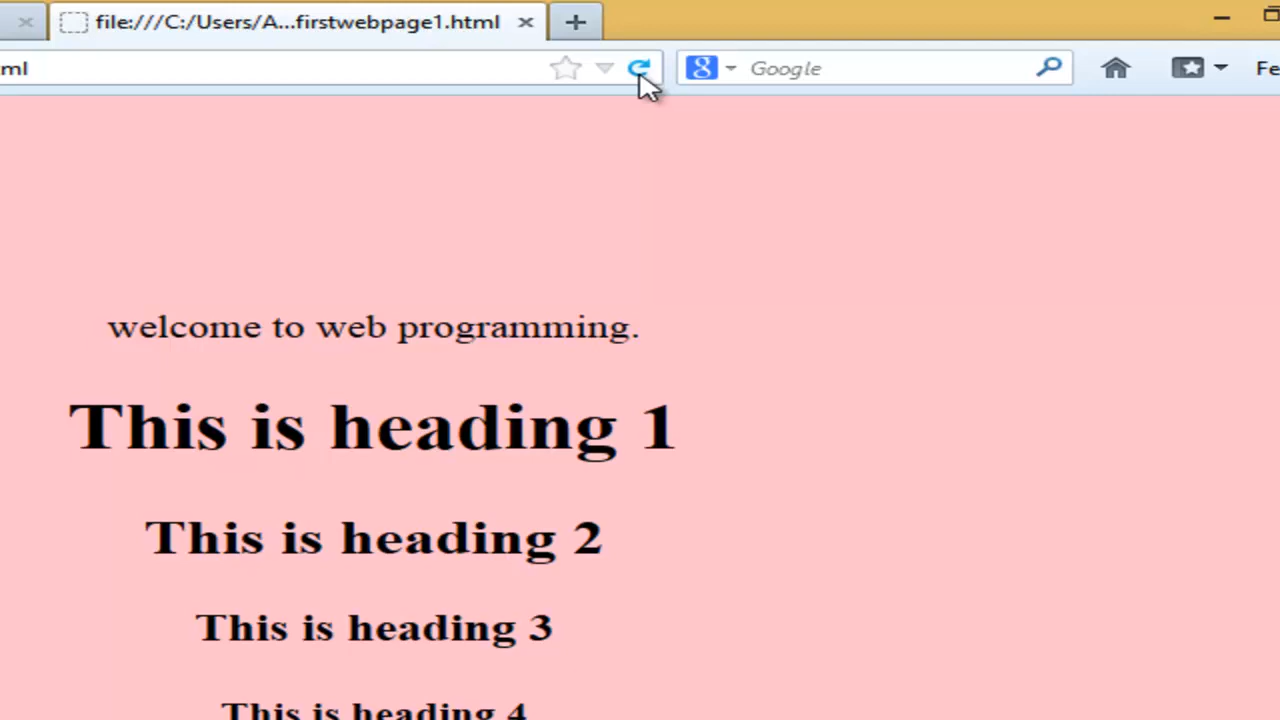 file:///C:/Users/A...firstwebpage1.html
ml
Google
Fe
welcome to web programming.
This is heading 1
This is heading 2
This is heading 3
This is heading 4